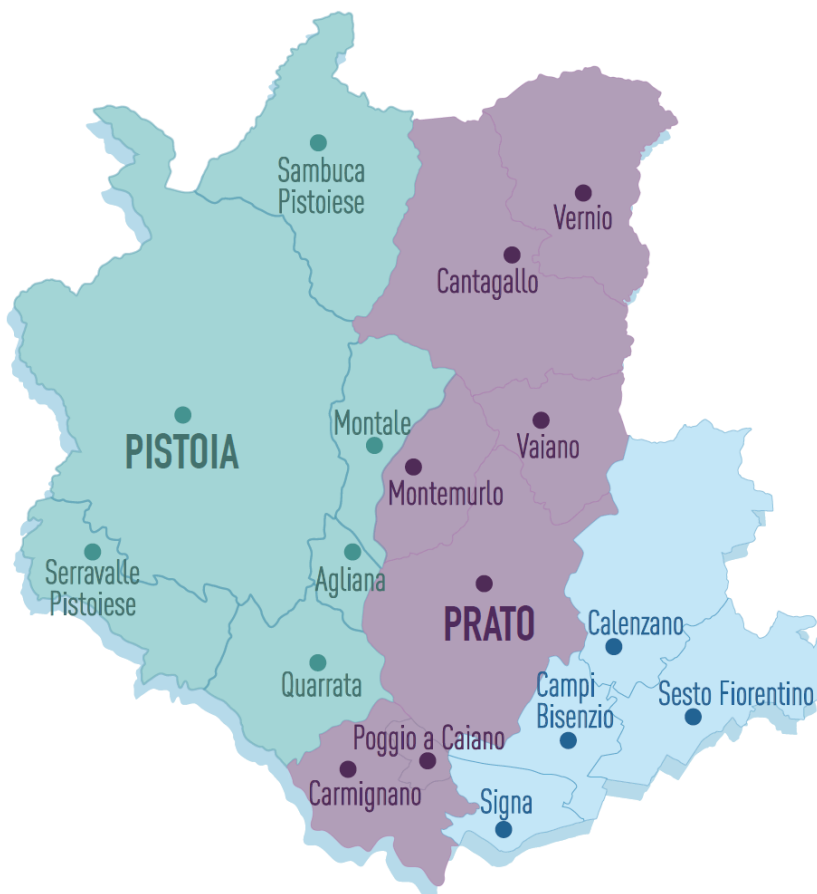 Sambuca
Pistoiese
Vernio
Cantagallo
Montale
PISTOIA
Vaiano
Montemurlo
Serravalle
Pistoiese
Agliana
PRATO
Calenzano
Quarrata
Campi
Bisenzio
Sesto Fiorentino
Poggio a Caiano
Carmignano
Signa